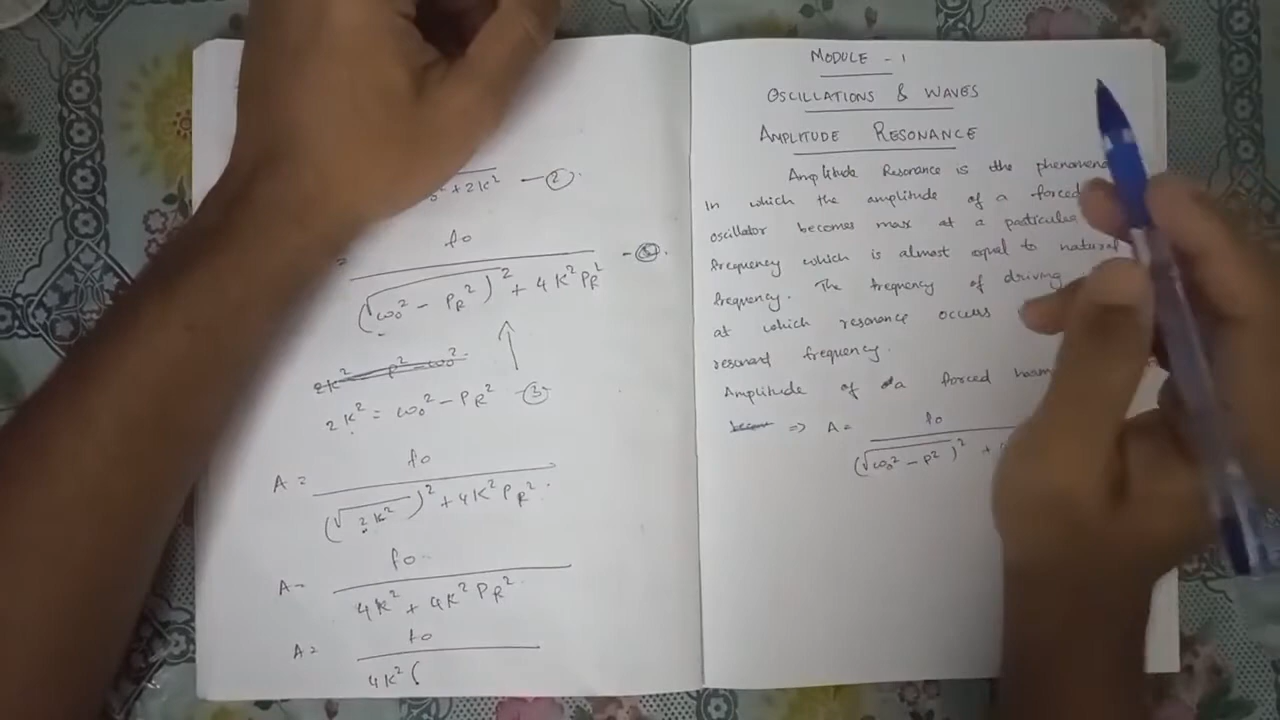 + 2K² — ②.
f₀
= ———
(√ω₀² - P_R²)² + 4K²P_R² — ④.
2K² = ω₀² - P_R² — ③
A = f₀ / (√2K²)² + 4K²P_R².
A = f₀ / 4K² + 4K²P_R².
A = f₀ / 4K² (
MODULE - 1
OSCILLATIONS & WAVES
AMPLITUDE RESONANCE
Amplitude Resonance is the phenomena
In which the amplitude of a forced
oscillator becomes max at a particular
frequency which is almost equal to natural
frequency. The frequency of driving
at which resonance occurs
resonant frequency.
Amplitude of a forced harm
⇒ A = f₀ / (√ω₀² - P²)² +